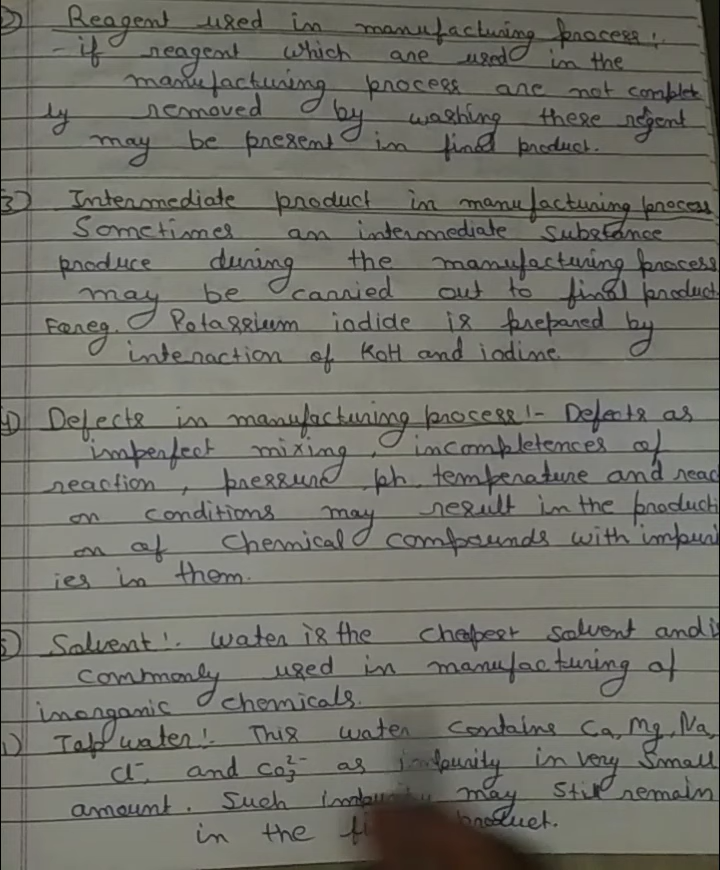 2) Reagent used in manufacturing process :
- if reagent which are used in the
manufacturing process are not complet
ly removed by washing these regent
may be present in final product.
3) Intermediate product in manufacturing process
Sometimes an intermediate substance
produce during the manufacturing process
may be carried out to final product
Foreg. Potassium iodide is prepared by
interaction of KOH and iodine.
4) Defects in manufacturing process :- Defects as
imperfect mixing, incompletences of
reaction, pressure ph. temperature and reac
on conditions may result in the producti
on of chemical compounds with impuri
ies in them.
5) Solvent :- Water is the cheapest solvent and i
commonly used in manufacturing of
inorganic chemicals.
i) Tap water :- This water contains Ca, Mg, Na,
Cl⁻, and CO₃²⁻ as impurity in very small
amount. Such may still remain
in the product.